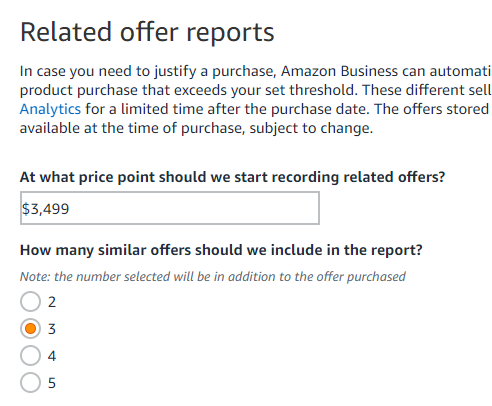 Related offer reports
In case you need to justify a purchase, Amazon Business can automati
product purchase that exceeds your set threshold. These different sell
Analytics for a limited time after the purchase date. The offers stored
available at the time of purchase, subject to change.
At what price point should we start recording related offers?
$3,499
How many similar offers should we include in the report?
Note: the number selected will be in addition to the offer purchased
2
3
4
5